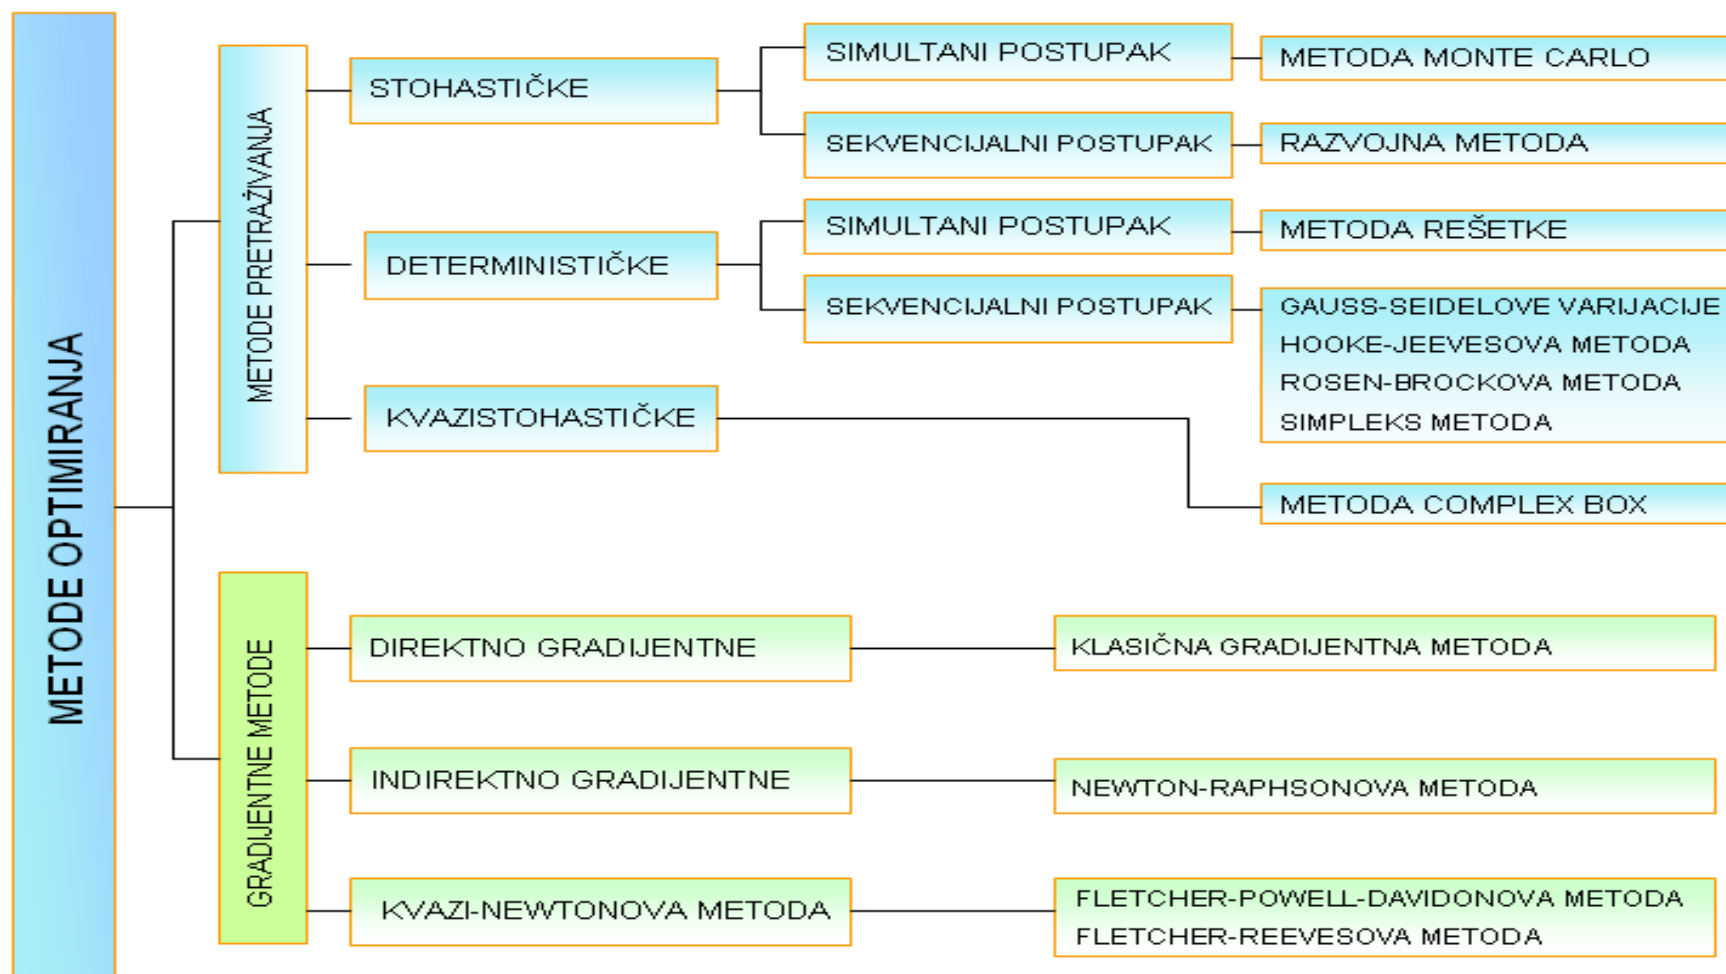 METODE OPTIMIRANJA
METODE PRETRAŽIVANJA
STOHASTIČKE
SIMULTANI POSTUPAK
METODA MONTE CARLO
SEKVENCIJALNI POSTUPAK
RAZVOJNA METODA
DETERMINISTIČKE
SIMULTANI POSTUPAK
METODA REŠETKE
SEKVENCIJALNI POSTUPAK
GAUSS-SEIDELOVE VARIJACIJE
HOOKE-JEEVESOVA METODA
ROSEN-BROCKOVA METODA
SIMPLEKS METODA
KVAZISTOHASTIČKE
METODA COMPLEX BOX
GRADIJENTNE METODE
DIREKTNO GRADIJENTNE
KLASIČNA GRADIJENTNA METODA
INDIREKTNO GRADIJENTNE
NEWTON-RAPHSONOVA METODA
KVAZI-NEWTONOVA METODA
FLETCHER-POWELL-DAVIDONOVA METODA
FLETCHER-REEVESOVA METODA